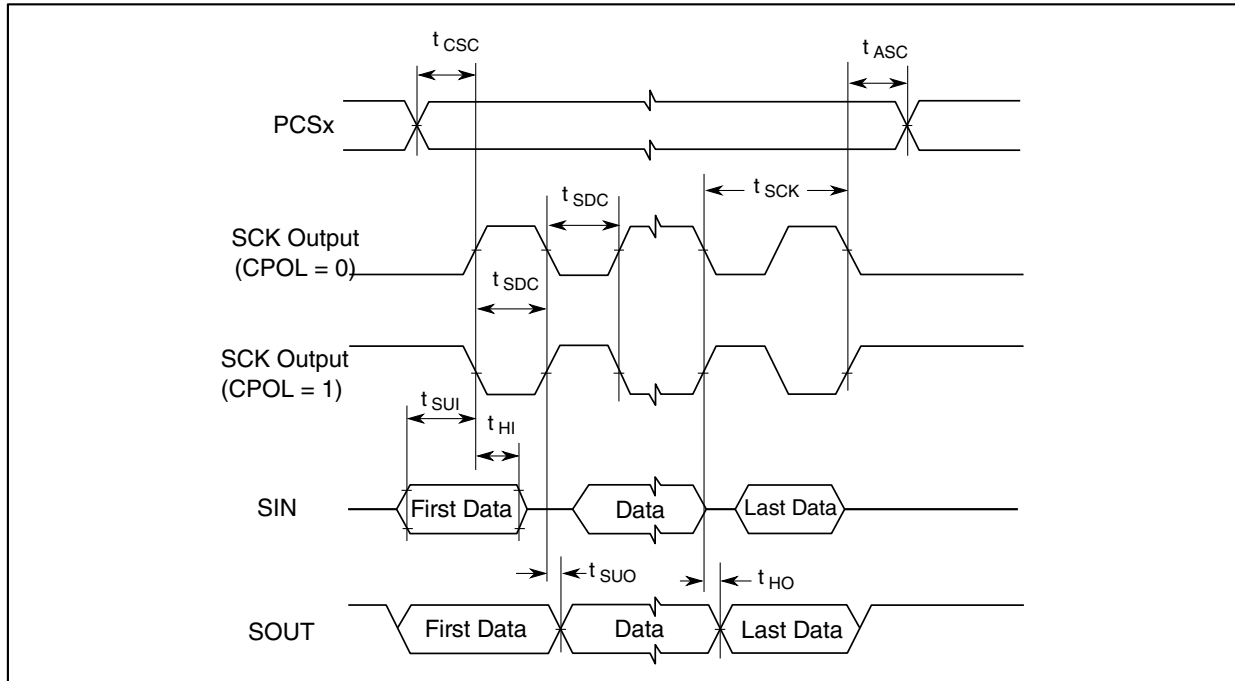 t CSC
t ASC
PCSx
t SDC
t SCK
SCK Output
(CPOL = 0)
t SDC
SCK Output
(CPOL = 1)
t SUI
t HI
SIN
First Data
Data
Last Data
t SUO
t HO
SOUT
First Data
Data
Last Data